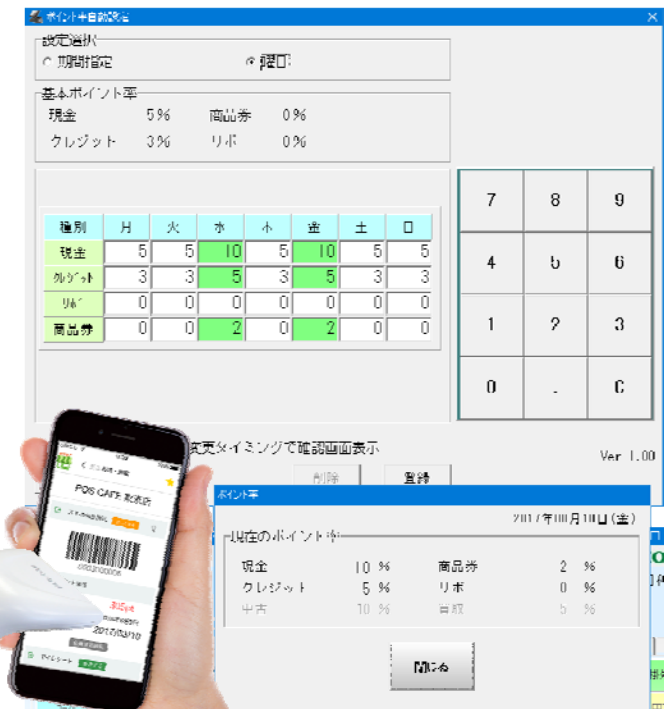 ポイント率自動設定
設定選択
期間指定 曜日
基本ポイント率
現金 5% 商品券 0%
クレジット 3% リボ 0%
種別 月 火 水 木 金 土 日
現金 5 5 10 5 10 5 5
クレジット 3 3 5 3 5 3 3
リボ 0 0 0 0 0 0 0
商品券 0 0 2 0 2 0 0
7 8 9
4 5 6
1 2 3
0 . C
変更タイミングで確認画面表示
Ver 1.00
削除 登録
ポイント率
現在のポイント率
現金 10 % 商品券 2 %
クレジット 5 % リボ 0 %
中古 10 % 買取 5 %
閉じる
POS CAFE
2017/03/10